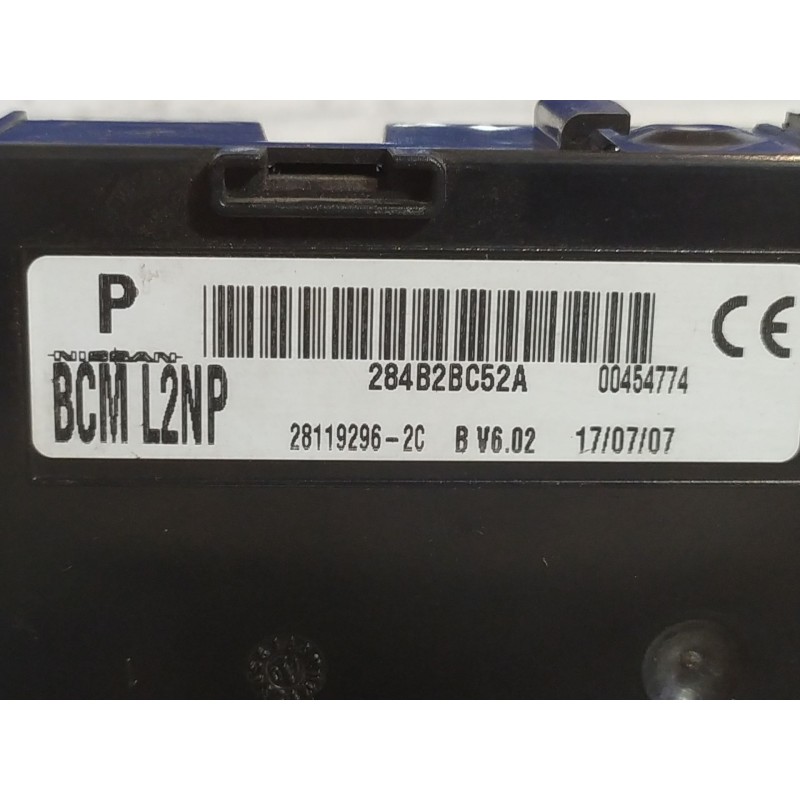 P
NISSAN
BCM L2NP
284B2BC52A 00454774
28119296-2C B V6.02 17/07/07
CE